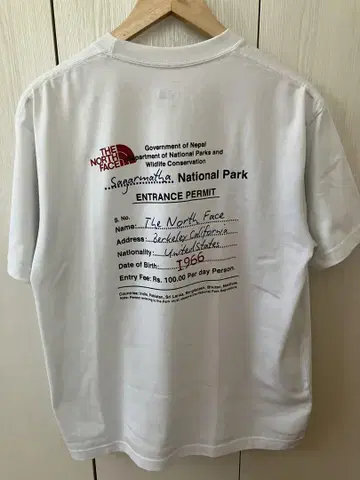 THE
NORTH
FACE
Government of Nepal
Department of National Parks and
Wildlife Conservation
Sagarmatha National Park
ENTRANCE PERMIT
S. No.
Name: The North Face
Address: Berkeley California
Nationality: United States
Date of Birth: 1966
Entry Fee: Rs. 100.00 Per day Person.